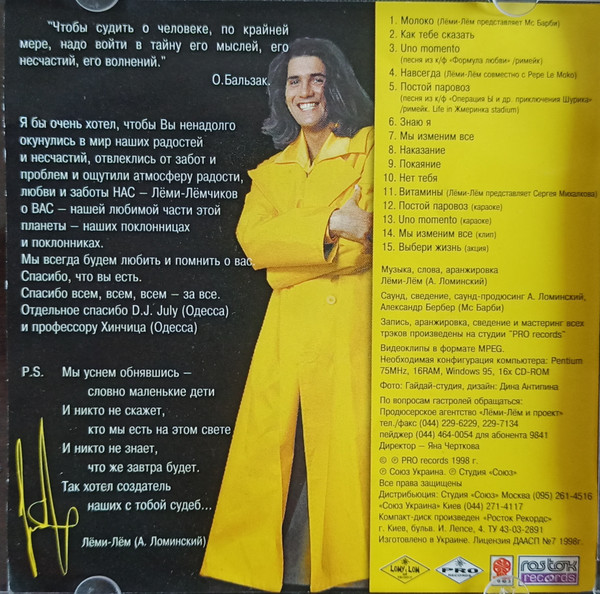 "Чтобы судить о человеке, по крайней
мере, надо войти в тайну его мыслей, его
несчастий, его волнений."
О.Бальзак.
Я бы очень хотел, чтобы Вы ненадолго
окунулись в мир наших радостей
и несчастий, отвлеклись от забот и
проблем и ощутили атмосферу радости,
любви и заботы НАС – Лёми-Лёмчиков
о ВАС – нашей любимой части этой
планеты – наших поклонницах
и поклонниках.
Мы всегда будем любить и помнить о вас.
Спасибо, что вы есть.
Спасибо всем, всем, всем – за все.
Отдельное спасибо D.J. July (Одесса)
и профессору Хинчица (Одесса)
P.S. Мы уснем обнявшись –
словно маленькие дети
И никто не скажет,
кто мы есть на этом свете
И никто не знает,
что же завтра будет.
Так хотел создатель
наших с тобой судеб...
Лёми-Лём (А. Ломинский)
1. Молоко (Лёми-Лём представляет Мс Барби)
2. Как тебе сказать
3. Uno momento
(песня из к/ф «Формула любви» /римейк)
4. Навсегда (Лёми-Лём совместно с Pepe Le Moko)
5. Постой паровоз
(песня из к/ф «Операция Ы и др. приключения Шурика»
/римейк. Life in Жмеринка stadium)
6. Знаю я
7. Мы изменим все
8. Наказание
9. Покаяние
10. Нет тебя
11. Витамины (Лёми-Лём представляет Сергея Михалкова)
12. Постой паровоз (караоке)
13. Uno momento (караоке)
14. Мы изменим все (клип)
15. Выбери жизнь (акция)
Музыка, слова, аранжировка
Лёми-Лём (А. Ломинский)
Саунд, сведение, саунд-продюсинг А. Ломинский,
Александр Бербер (Мс Барби)
Запись, аранжировка, сведение и мастеринг всех
трэков произведены на студии "PRO records"
Видеоклипы в формате MPEG.
Необходимая конфигурация компьютера: Pentium
75MHz, 16RAM, Windows 95, 16x CD-ROM
Фото: Гайдай-студия, дизайн: Дина Антипина
По вопросам гастролей обращаться:
Продюсерское агентство «Лёми-Лём и проект»
тел./факс (044) 229-6229, 229-7134
пейджер (044) 464-0054 для абонента 9841
Директор – Яна Черткова
© ℗ PRO records 1998 г.
℗ Союз Украина. ℗ Студия «Союз»
Все права защищены
Дистрибьюция: Студия «Союз» Москва (095) 261-4516
«Союз Украина» Киев (044) 271-4117
Компакт-диск произведен «Росток Рекордс»
г. Киев, бульв. И. Лепсе, 4. ТУ 43-03-2891
Изготовлено в Украине. Лицензия ДААСП №7 1998г.
LOMY LOM
PRO
RECORDS
rostok
records